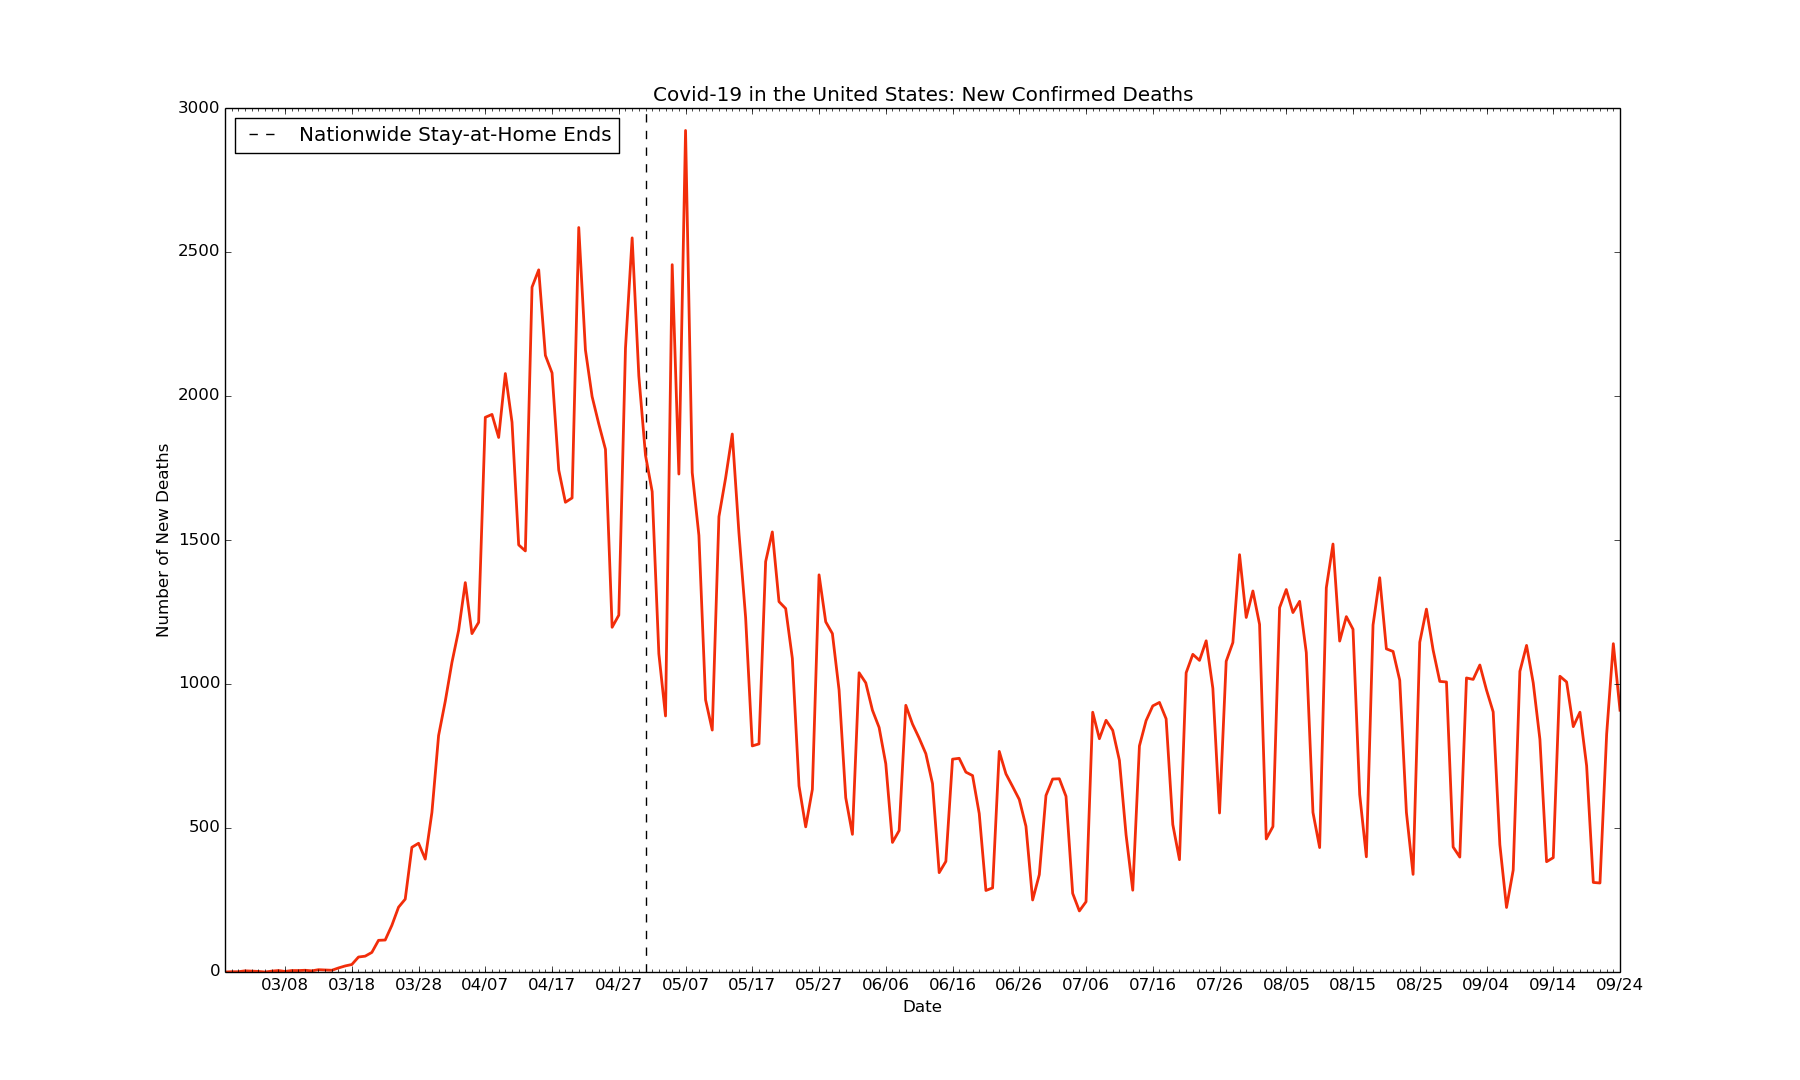 Covid-19 in the United States: New Confirmed Deaths
Nationwide Stay-at-Home Ends
3000
2500
2000
1500
1000
500
0
Number of New Deaths
03/08 03/18 03/28 04/07 04/17 04/27 05/07 05/17 05/27 06/06 06/16 06/26 07/06 07/16 07/26 08/05 08/15 08/25 09/04 09/14 09/24
Date